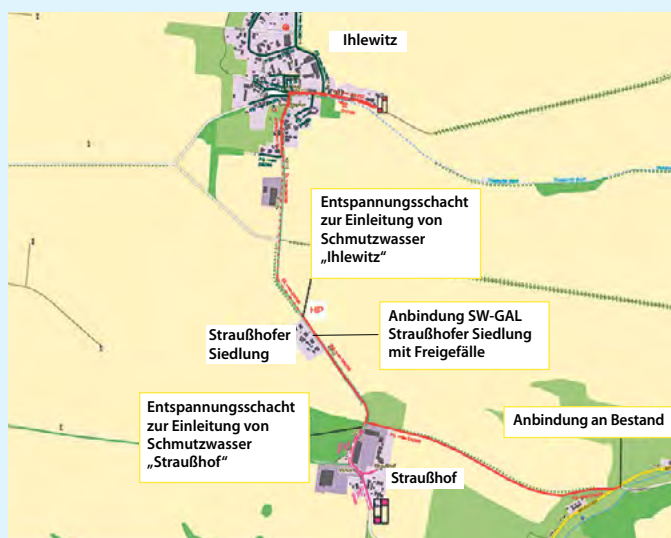 Ihlewitz
Entspannungsschacht
zur Einleitung von
Schmutzwasser
„Ihlewitz“
HP
Anbindung SW-GAL
Straußhofer Siedlung
mit Freigefälle
Straußhofer
Siedlung
Entspannungsschacht
zur Einleitung von
Schmutzwasser
„Straußhof“
Anbindung an Bestand
Straußhof